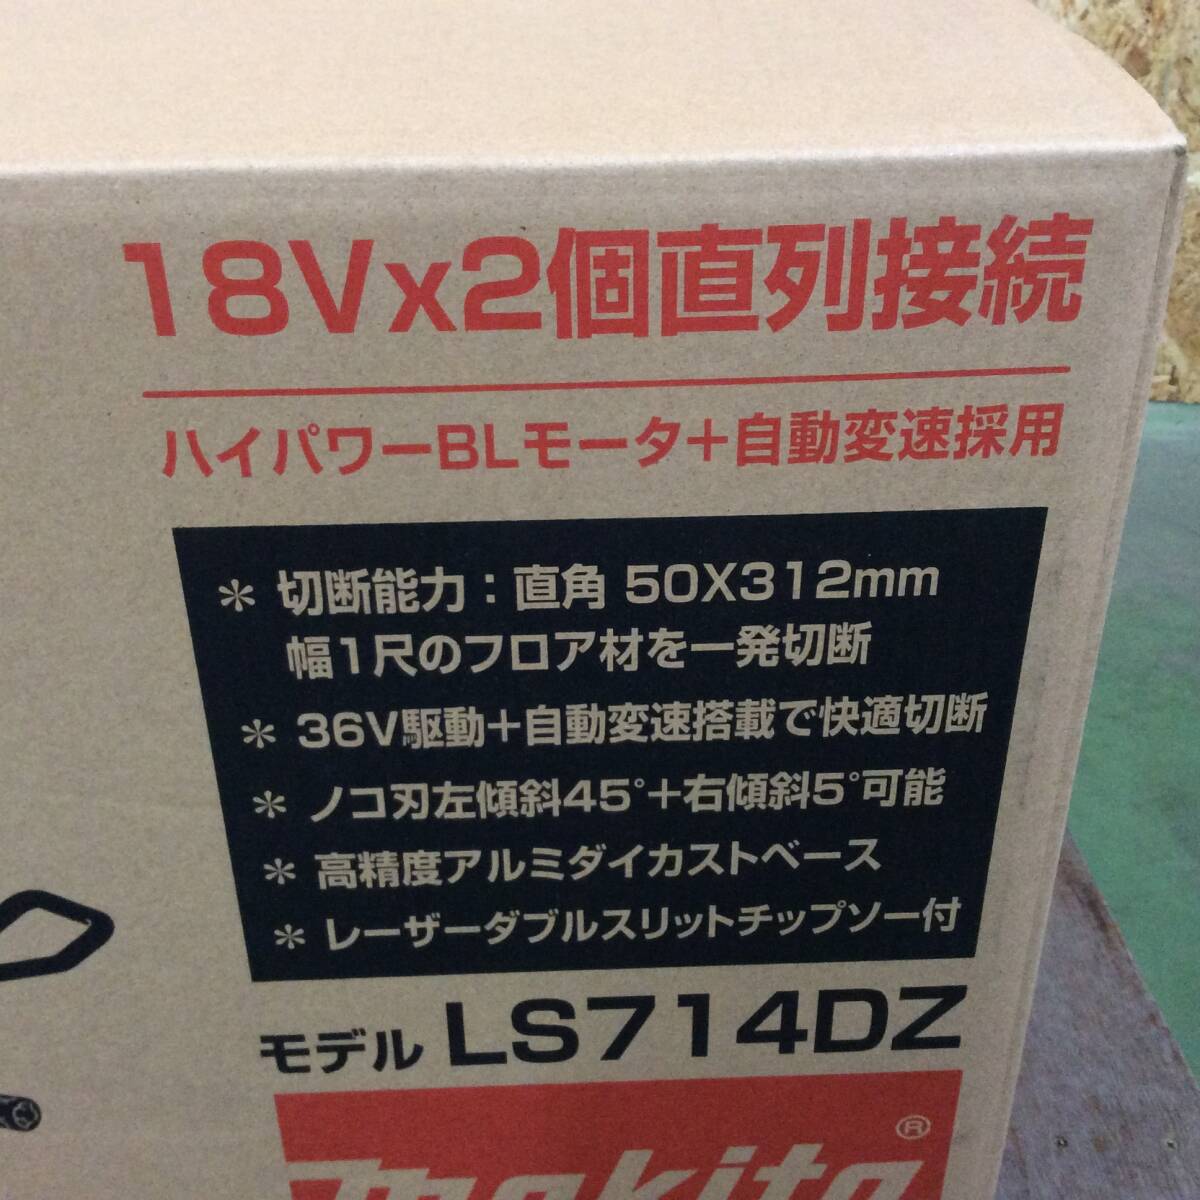 18V×2個直列接続
ハイパワーBLモータ+自動変速採用
* 切断能力:直角 50X312mm
幅1尺のフロア材を一発切断
* 36V駆動+自動変速搭載で快適切断
* ノコ刃左傾斜45°+右傾斜5°可能
* 高精度アルミダイカストベース
* レーザーダブルスリットチップソー付
モデル LS714DZ
makita®